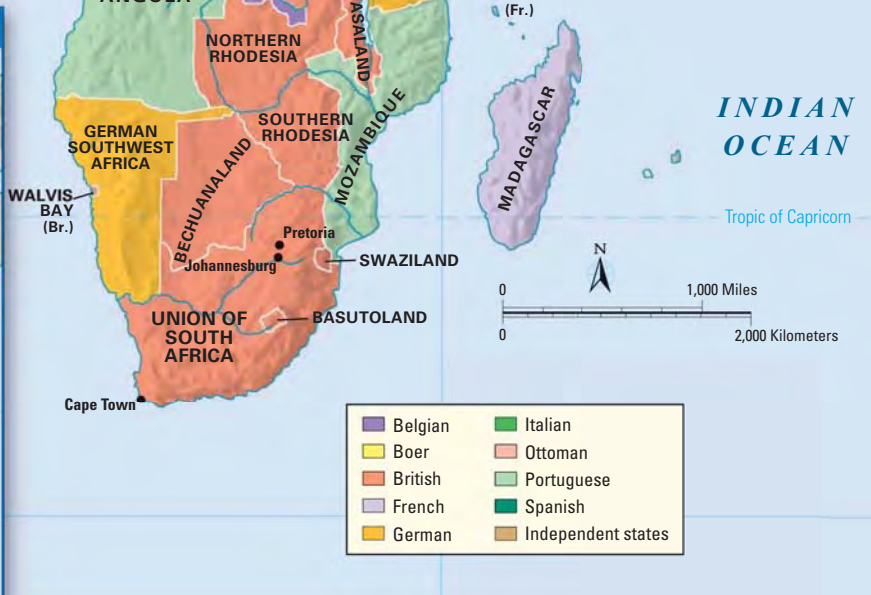 ANGOLA
(Fr.)
NORTHERN
RHODESIA
ASALAND
INDIAN
OCEAN
SOUTHERN
RHODESIA
MOZAMBIQUE
MADAGASCAR
GERMAN
SOUTHWEST
AFRICA
BECHUANALAND
WALVIS
BAY
(Br.)
Tropic of Capricorn
Pretoria
Johannesburg
SWAZILAND
N
0 1,000 Miles
0 2,000 Kilometers
UNION OF
SOUTH
AFRICA
BASUTOLAND
Cape Town
Belgian
Boer
British
French
German
Italian
Ottoman
Portuguese
Spanish
Independent states